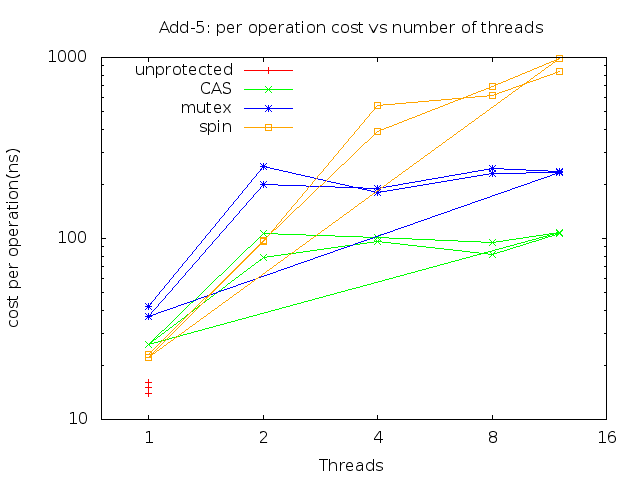 Add-5: per operation cost vs number of threads
1000
unprotected
CAS
mutex
spin
cost per operation(ns)
100
10
1 2 4 8 16
Threads